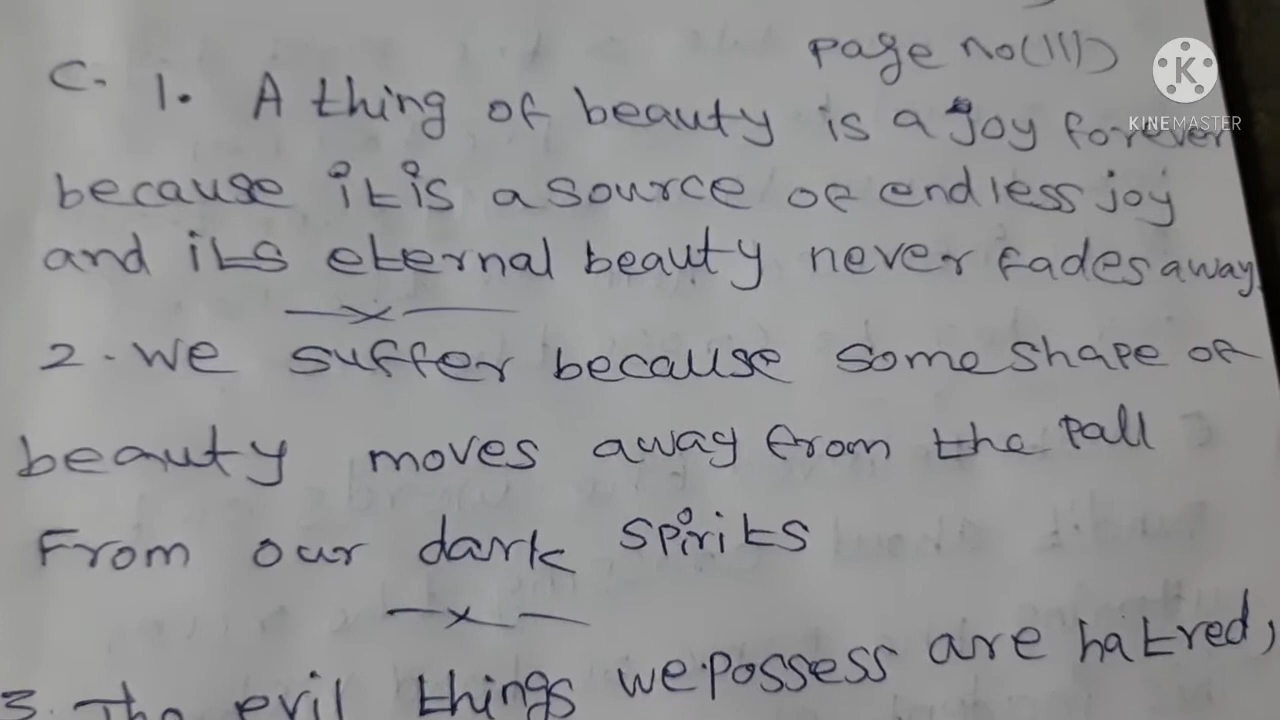 page no(111)
C. 1. A thing of beauty is a joy forever
because it is a source of endless joy
and its eternal beauty never fades away.
2. We suffer because some shape of
beauty moves away from the pall
From our dark spirits
3. The evil things we possess are hatred,
KINEMASTER